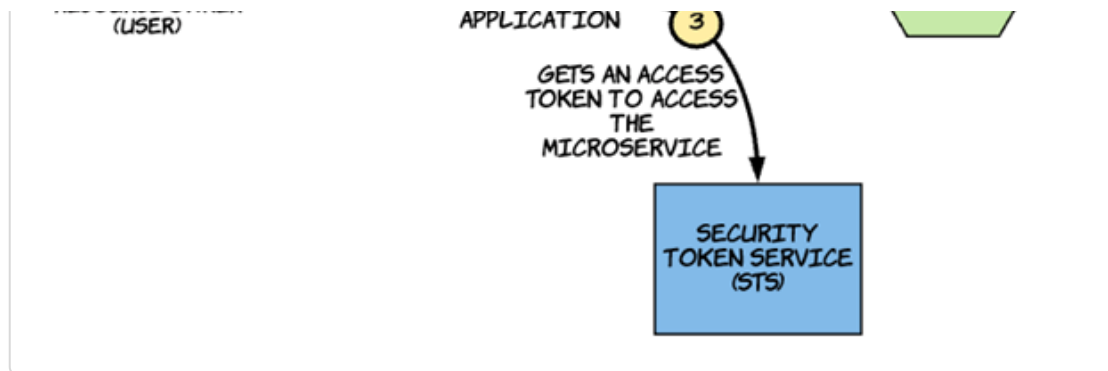 (USER)
APPLICATION
3
GETS AN ACCESS
TOKEN TO ACCESS
THE
MICROSERVICE
SECURITY
TOKEN SERVICE
(STS)